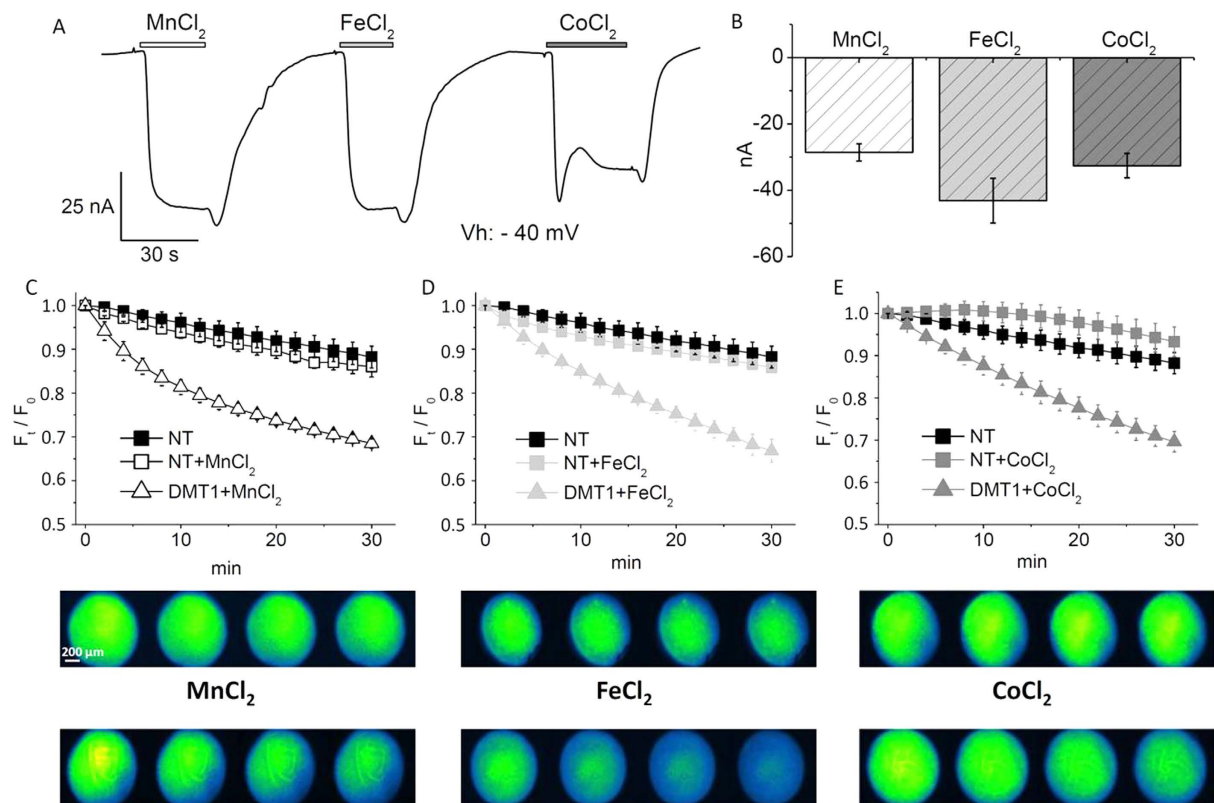 A
MnCl2
FeCl2
CoCl2
25 nA
30 s
Vh: - 40 mV
B
MnCl2
FeCl2
CoCl2
0
-20
-40
-60
nA
C
1.0
0.9
0.8
0.7
0.6
0.5
Ft / F0
NT
NT+MnCl2
DMT1+MnCl2
0 10 20 30
min
D
1.0
0.9
0.8
0.7
0.6
0.5
NT
NT+FeCl2
DMT1+FeCl2
0 10 20 30
min
E
1.0
0.9
0.8
0.7
0.6
0.5
Ft / F0
NT
NT+CoCl2
DMT1+CoCl2
0 10 20 30
min
200 µm
MnCl2
FeCl2
CoCl2